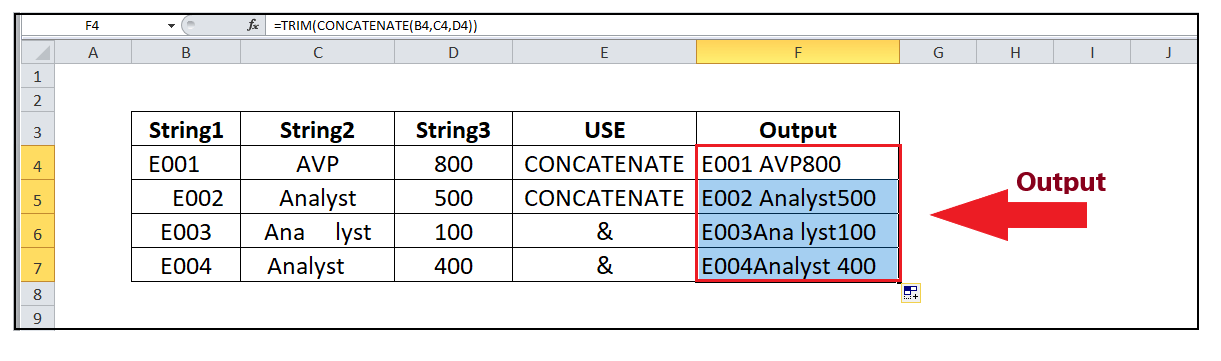 F4 fx =TRIM(CONCATENATE(B4,C4,D4))
A B C D E F G H I J
1
2
3 String1 String2 String3 USE Output
4 E001 AVP 800 CONCATENATE E001 AVP800
5 E002 Analyst 500 CONCATENATE E002 Analyst500
Output
6 E003 Ana lyst 100 & E003Ana lyst100
7 E004 Analyst 400 & E004Analyst 400
8
9